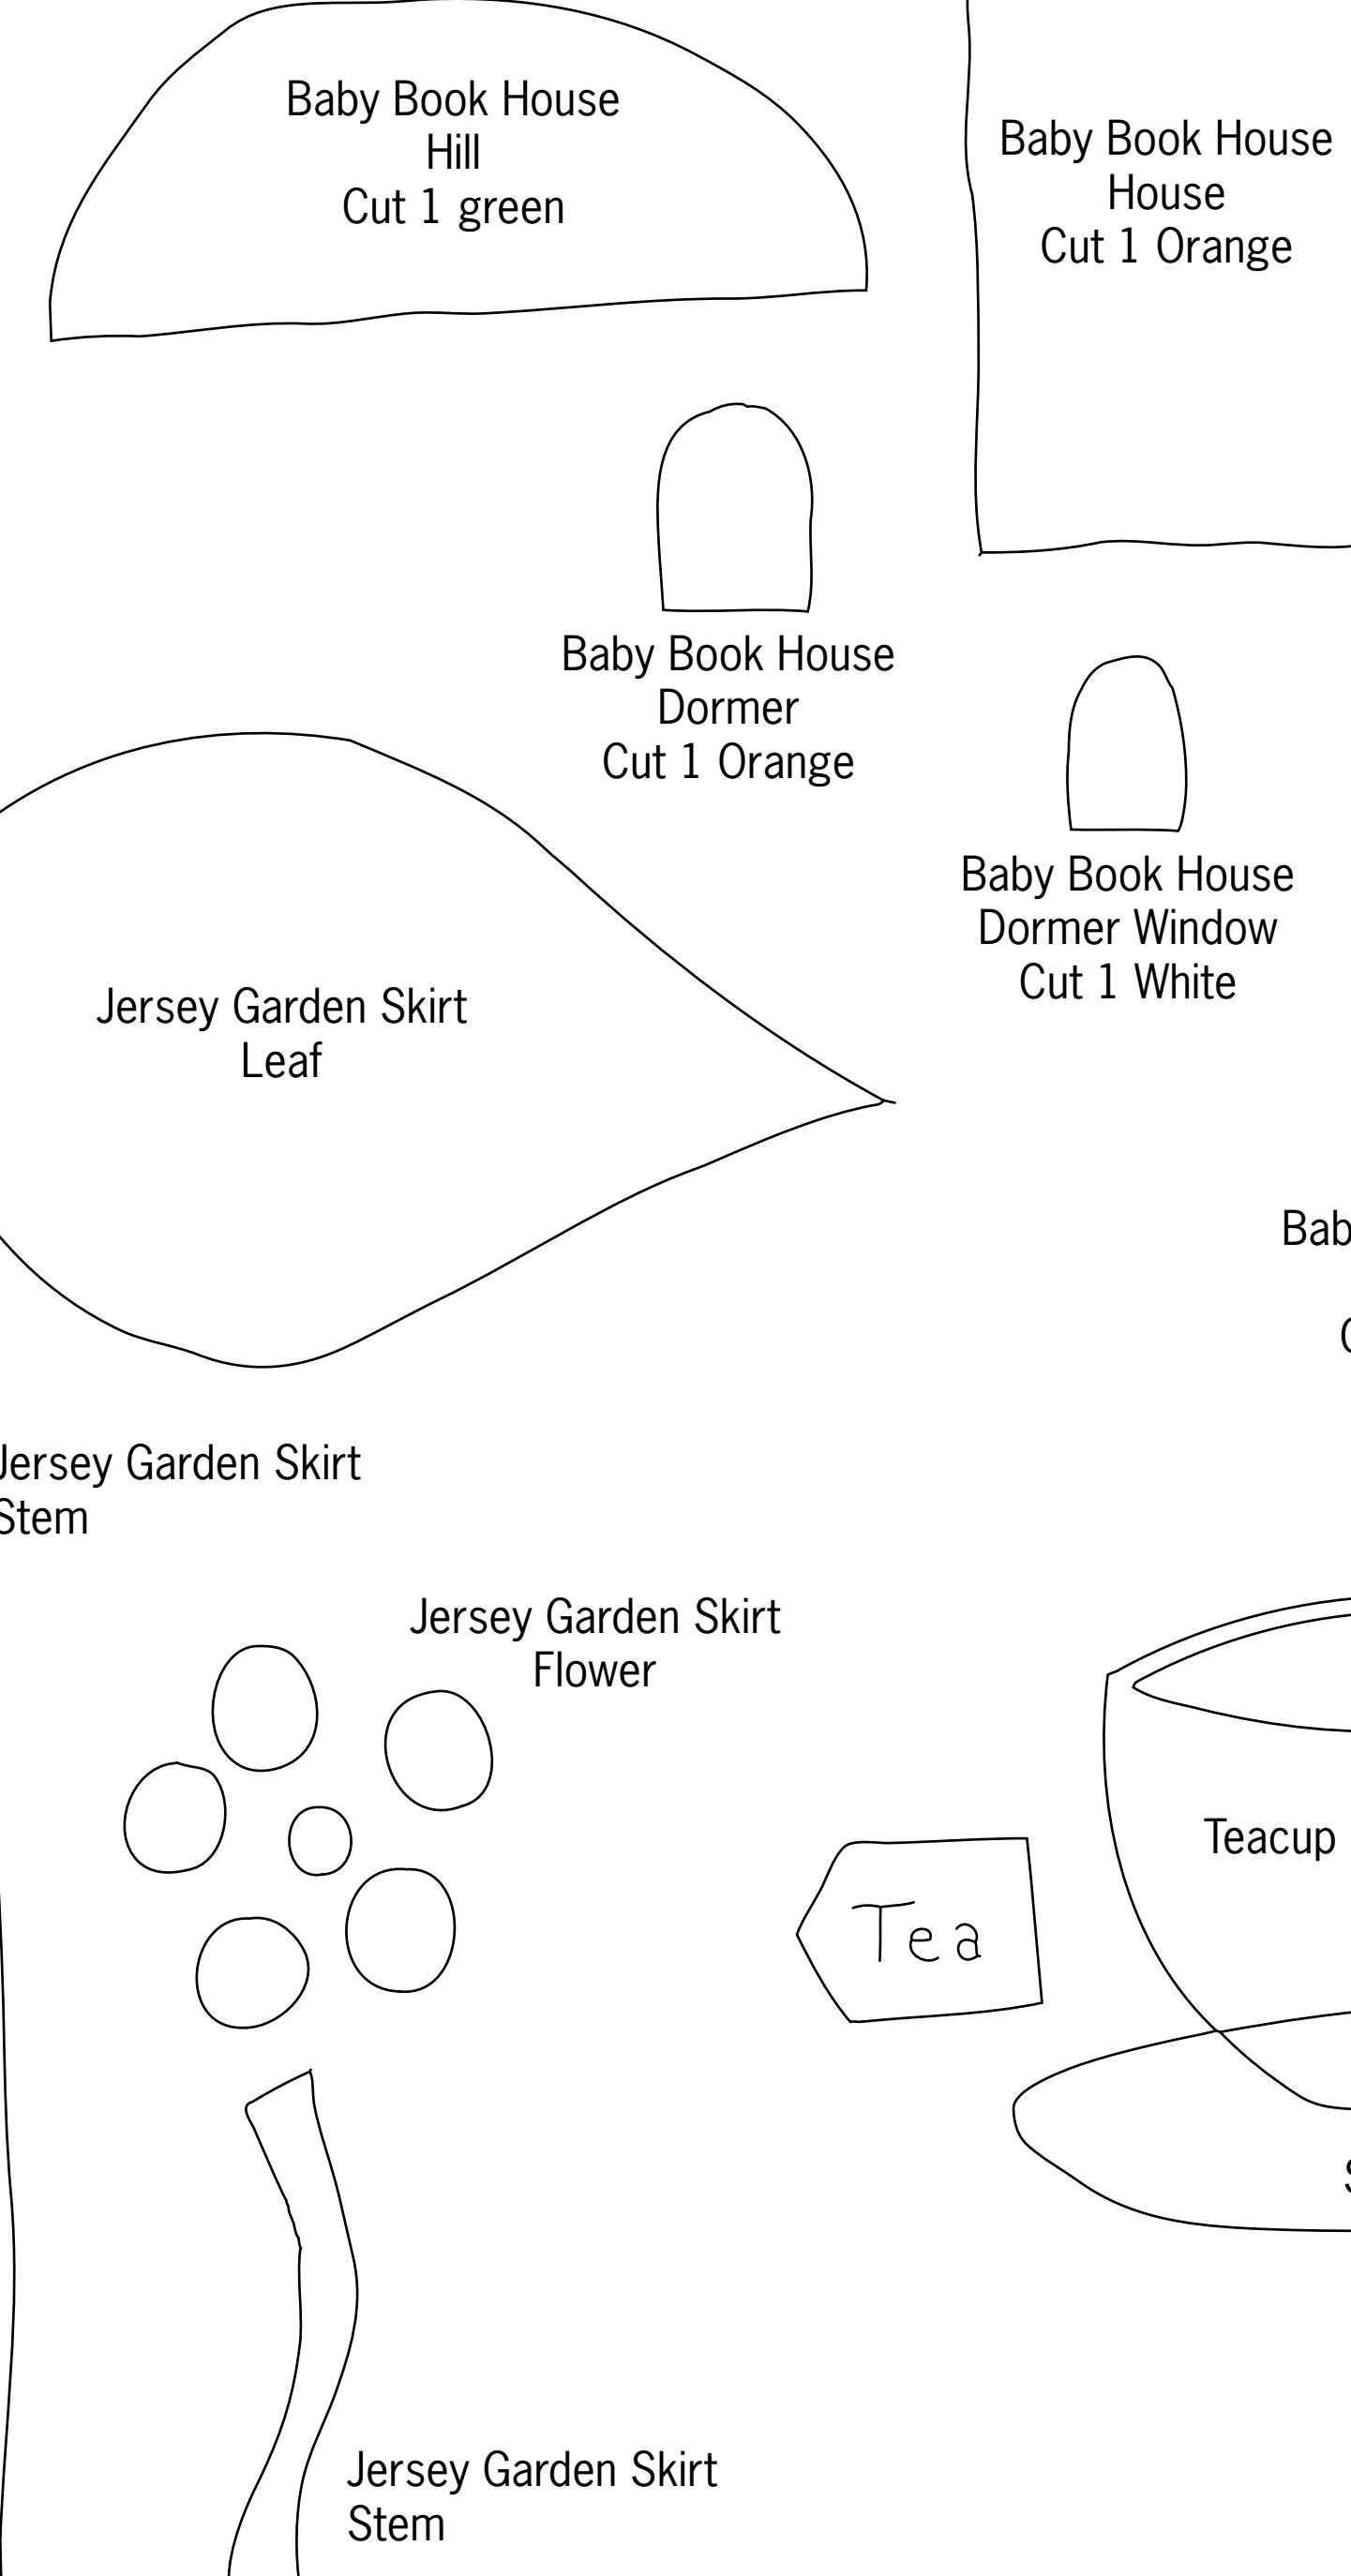 Baby Book House
Hill
Cut 1 green
Baby Book House
House
Cut 1 Orange
Baby Book House
Dormer
Cut 1 Orange
Baby Book House
Dormer Window
Cut 1 White
Jersey Garden Skirt
Leaf
Jersey Garden Skirt
Stem
Jersey Garden Skirt
Flower
Teacup
Tea
Jersey Garden Skirt
Stem